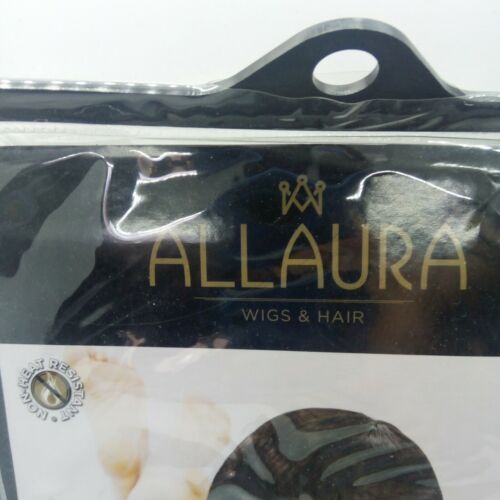 ALLAURA
WIGS & HAIR
NON-HEAT RESISTANT